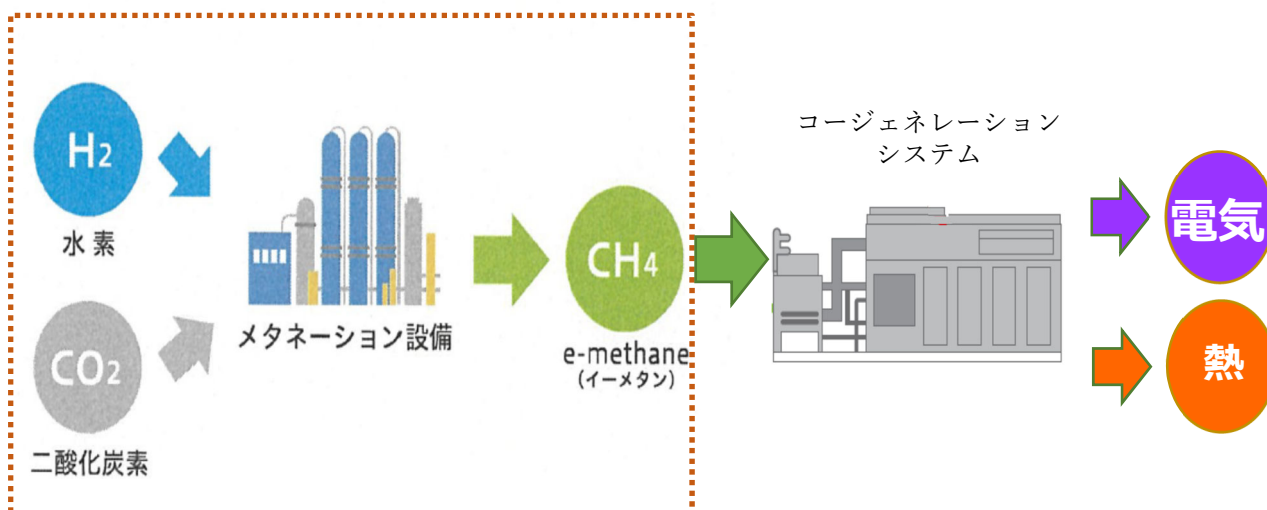 H2
水素
CO2
二酸化炭素
メタネーション設備
CH4
e-methane
(イーメタン)
コージェネレーション
システム
電気
熱